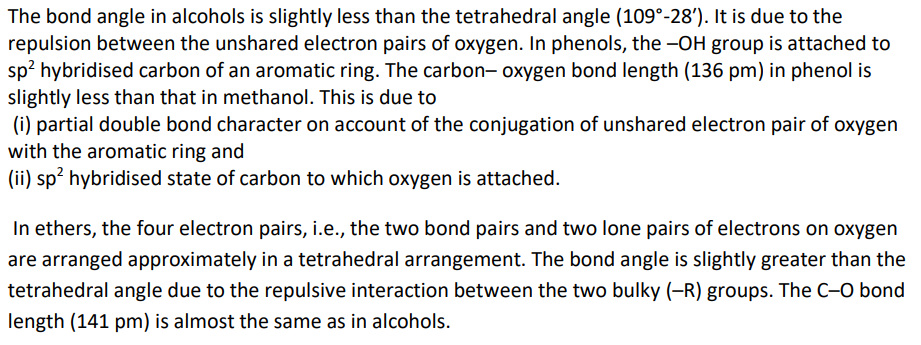 The bond angle in alcohols is slightly less than the tetrahedral angle (109°-28′). It is due to the
repulsion between the unshared electron pairs of oxygen. In phenols, the –OH group is attached to
sp² hybridised carbon of an aromatic ring. The carbon– oxygen bond length (136 pm) in phenol is
slightly less than that in methanol. This is due to
(i) partial double bond character on account of the conjugation of unshared electron pair of oxygen
with the aromatic ring and
(ii) sp² hybridised state of carbon to which oxygen is attached.
In ethers, the four electron pairs, i.e., the two bond pairs and two lone pairs of electrons on oxygen
are arranged approximately in a tetrahedral arrangement. The bond angle is slightly greater than the
tetrahedral angle due to the repulsive interaction between the two bulky (–R) groups. The C–O bond
length (141 pm) is almost the same as in alcohols.